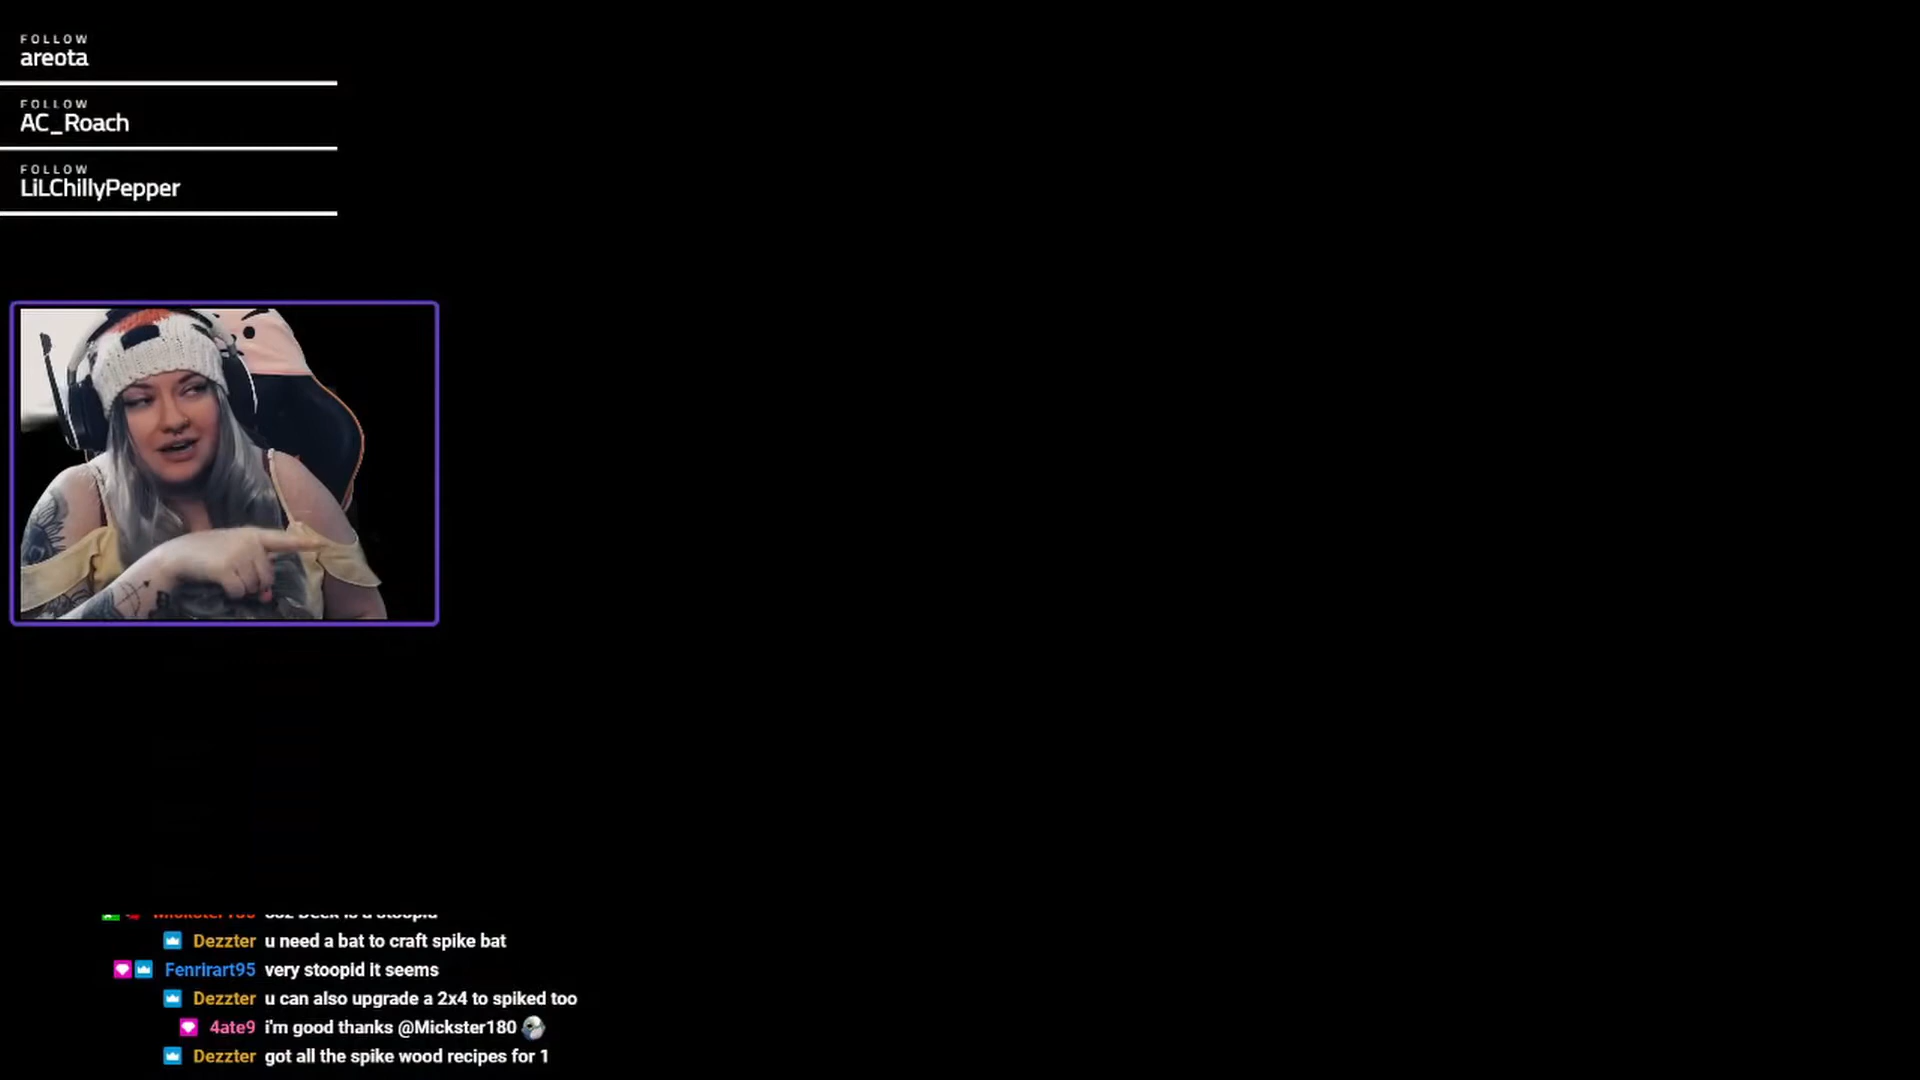 FOLLOW
areota
FOLLOW
AC_Roach
FOLLOW
LiLChillyPepper
Dezzter u need a bat to craft spike bat
Fenrirart95 very stoopid it seems
Dezzter u can also upgrade a 2x4 to spiked too
4ate9 i'm good thanks @Mickster180
Dezzter got all the spike wood recipes for 1